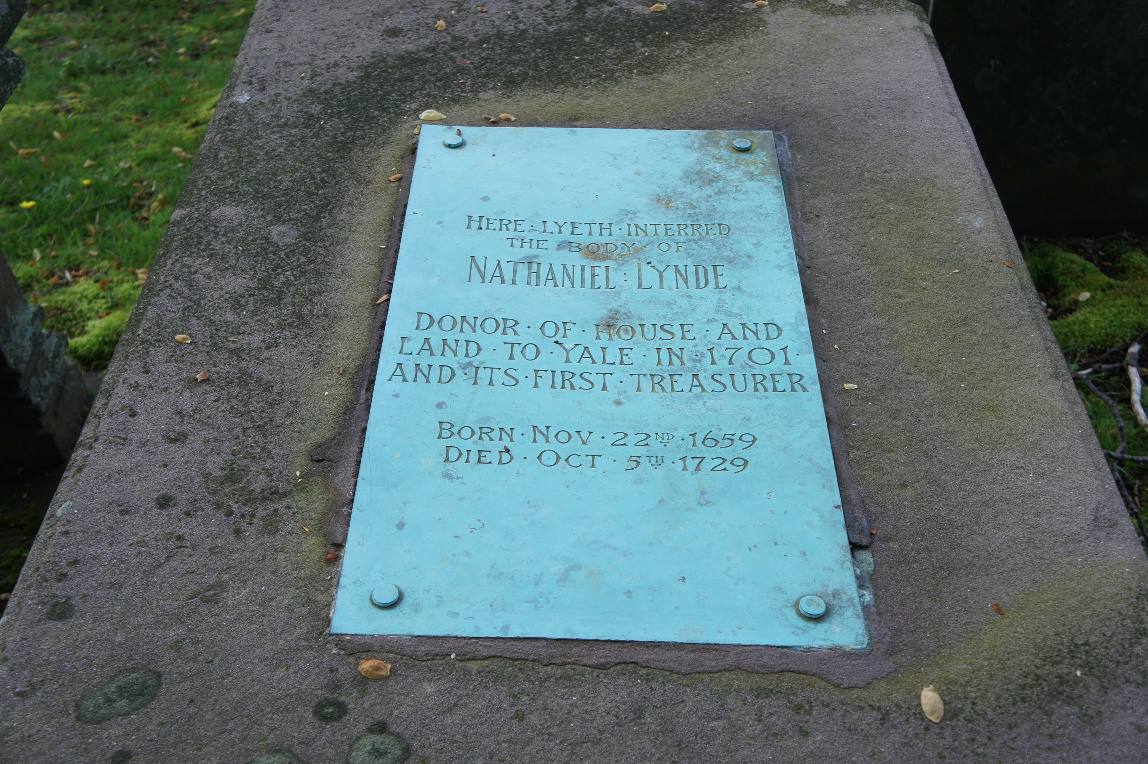 HERE · LYETH · INTERRED
THE · BODY · OF
NATHANIEL · LYNDE
DONOR · OF · HOUSE · AND
LAND · TO · YALE · IN · 1701
AND · ITS · FIRST · TREASURER
BORN · NOV · 22ND · 1659
DIED · OCT · 5TH · 1729